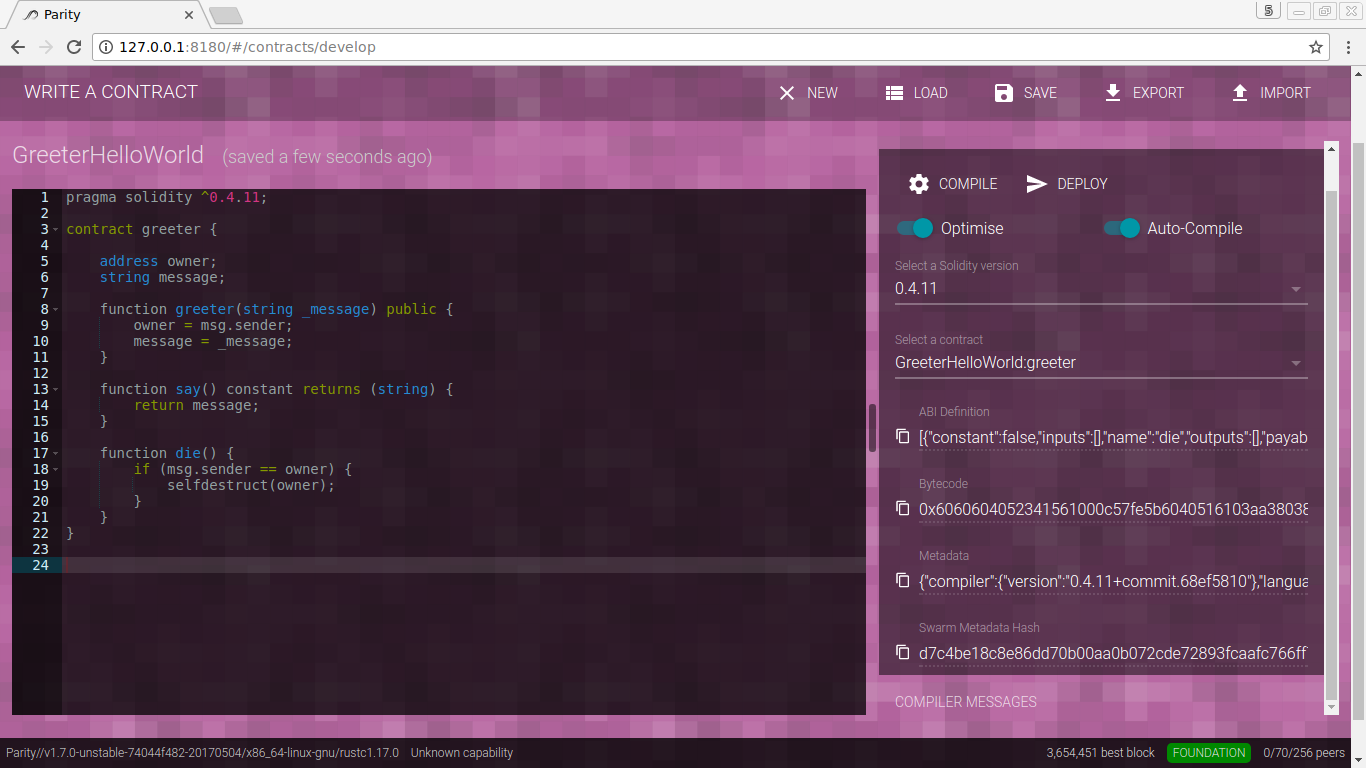 Parity
5
127.0.0.1:8180/#/contracts/develop
WRITE A CONTRACT
NEW
LOAD
SAVE
EXPORT
IMPORT
GreeterHelloWorld (saved a few seconds ago)
1 pragma solidity ^0.4.11;
2
3 contract greeter {
4
5     address owner;
6     string message;
7
8     function greeter(string _message) public {
9         owner = msg.sender;
10         message = _message;
11     }
12
13     function say() constant returns (string) {
14         return message;
15     }
16
17     function die() {
18         if (msg.sender == owner) {
19             selfdestruct(owner);
20         }
21     }
22 }
23
24
COMPILE
DEPLOY
Optimise
Auto-Compile
Select a Solidity version
0.4.11
Select a contract
GreeterHelloWorld:greeter
ABI Definition
[{"constant":false,"inputs":[],"name":"die","outputs":[],"payab
Bytecode
0x6060604052341561000c57fe5b6040516103aa38038
Metadata
{"compiler":{"version":"0.4.11+commit.68ef5810"},"langua
Swarm Metadata Hash
d7c4be18c8e86dd70b00aa0b072cde72893fcaafc766ff
COMPILER MESSAGES
Parity//v1.7.0-unstable-74044f482-20170504/x86_64-linux-gnu/rustc1.17.0
Unknown capability
3,654,451 best block
FOUNDATION
0/70/256 peers